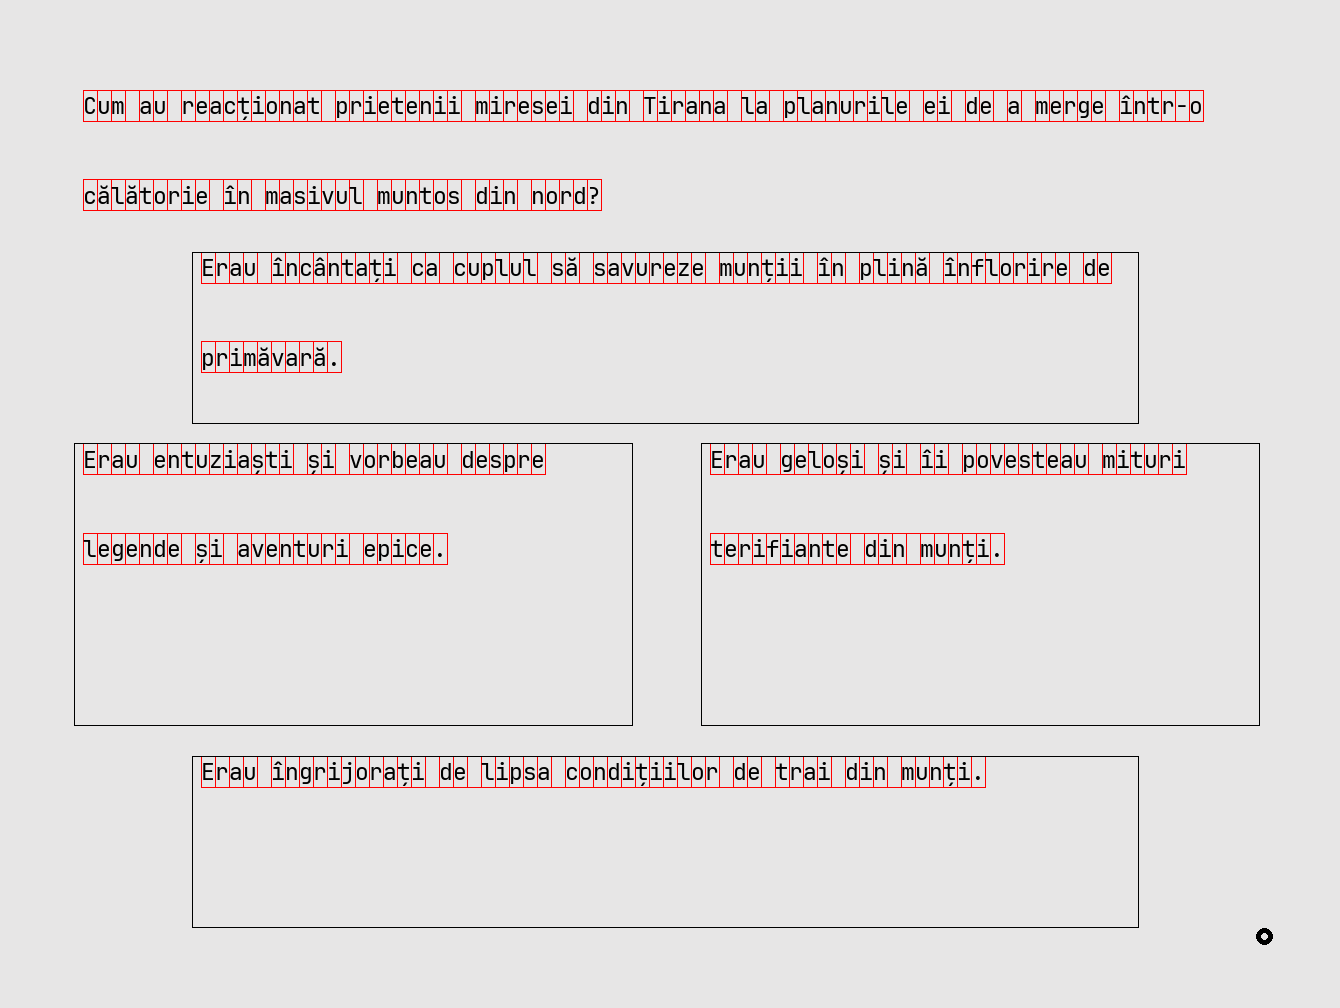 Cum au reacționat prietenii miresei din Tirana la planurile ei de a merge într-o
călătorie în masivul muntos din nord?
Erau încântați ca cuplul să savureze munții în plină înflorire de
primăvară.
Erau entuziaști și vorbeau despre
legende și aventuri epice.
Erau geloși și îi povesteau mituri
terifiante din munți.
Erau îngrijorați de lipsa condițiilor de trai din munți.